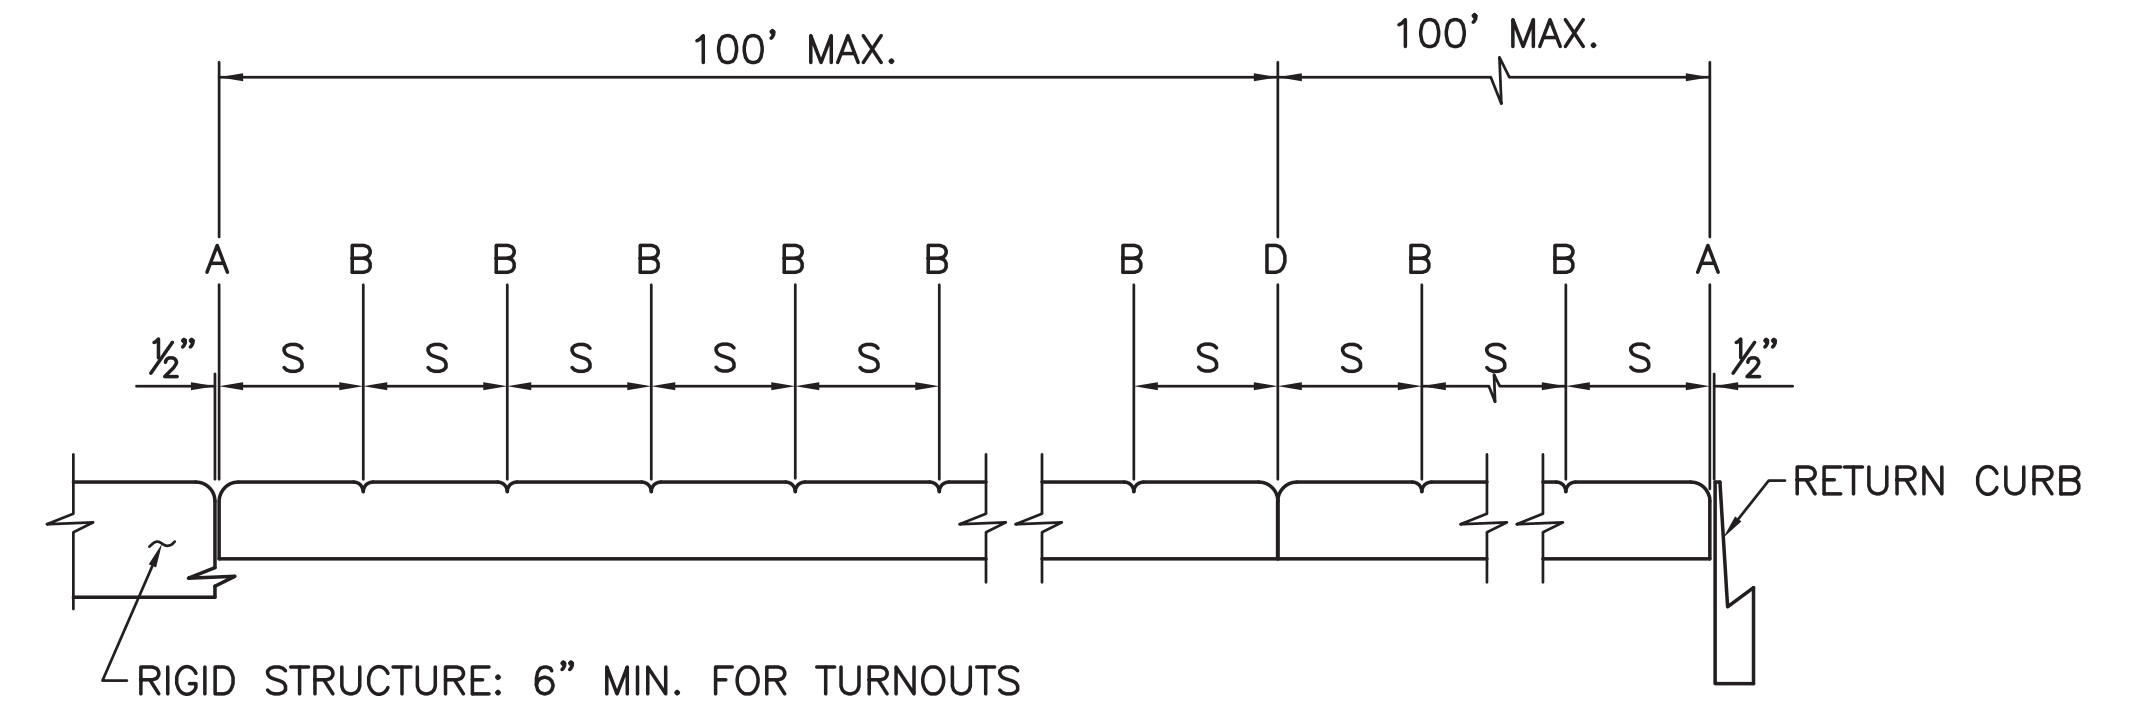 100' MAX.
100' MAX.
A B B B B B B D B B A
½" S S S S S S S S S ½"
RETURN CURB
RIGID STRUCTURE: 6" MIN. FOR TURNOUTS